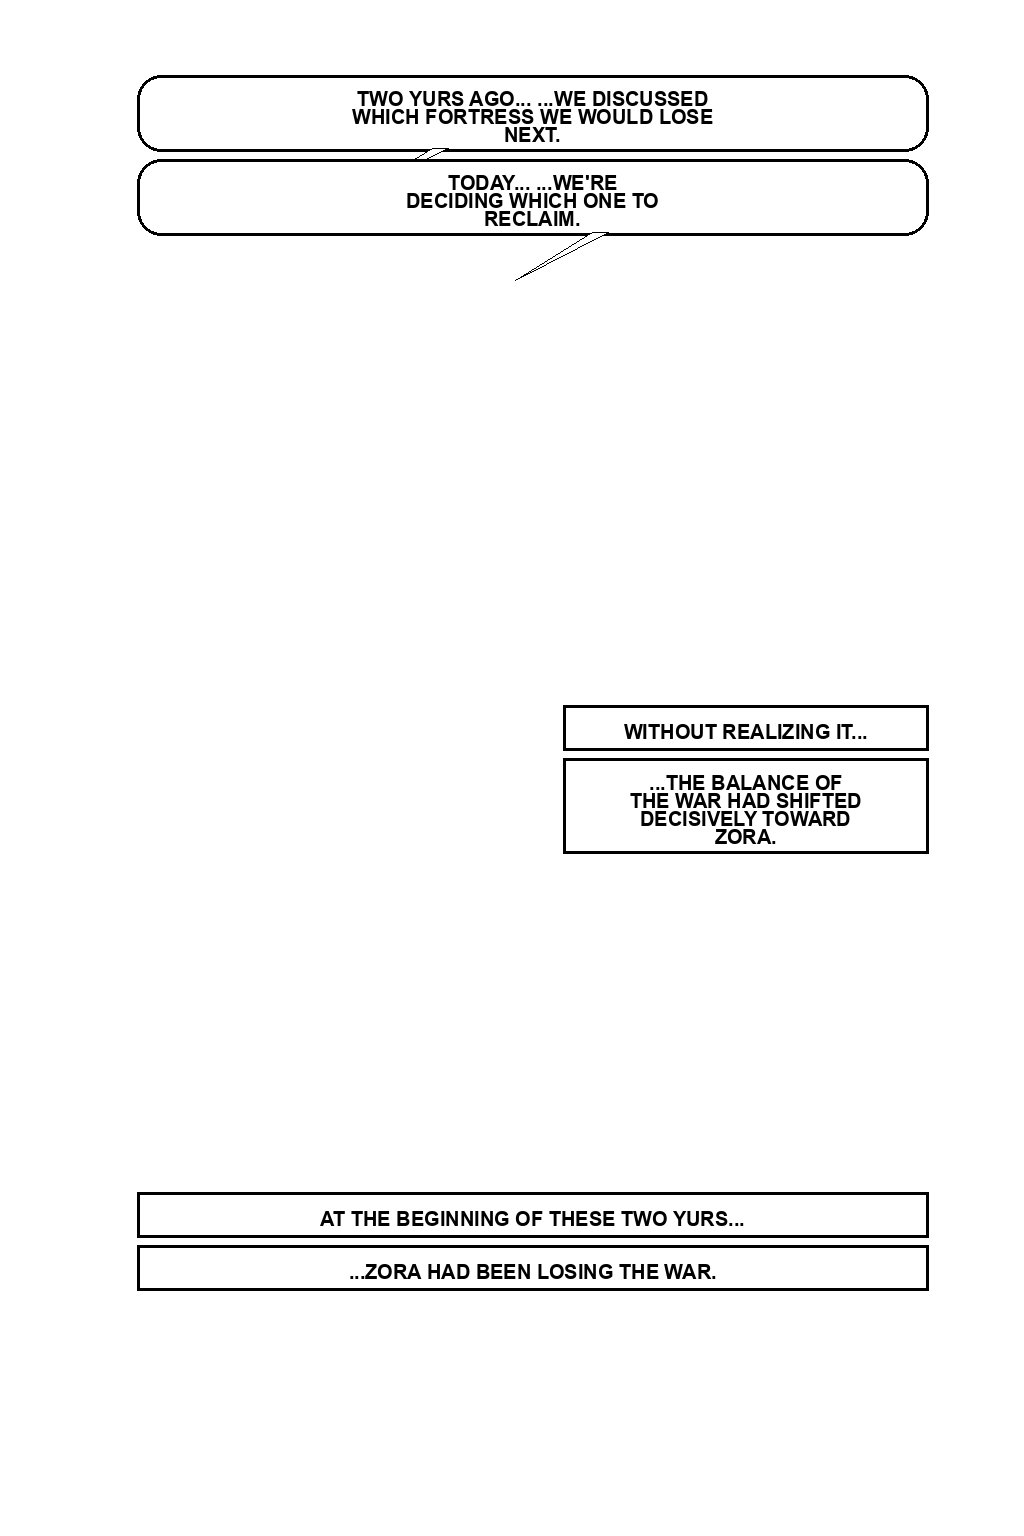 TWO YURS AGO... ...WE DISCUSSED
WHICH FORTRESS WE WOULD LOSE
NEXT.
TODAY... ...WE'RE
DECIDING WHICH ONE TO
RECLAIM.
WITHOUT REALIZING IT...
...THE BALANCE OF
THE WAR HAD SHIFTED
DECISIVELY TOWARD
ZORA.
AT THE BEGINNING OF THESE TWO YURS...
...ZORA HAD BEEN LOSING THE WAR.